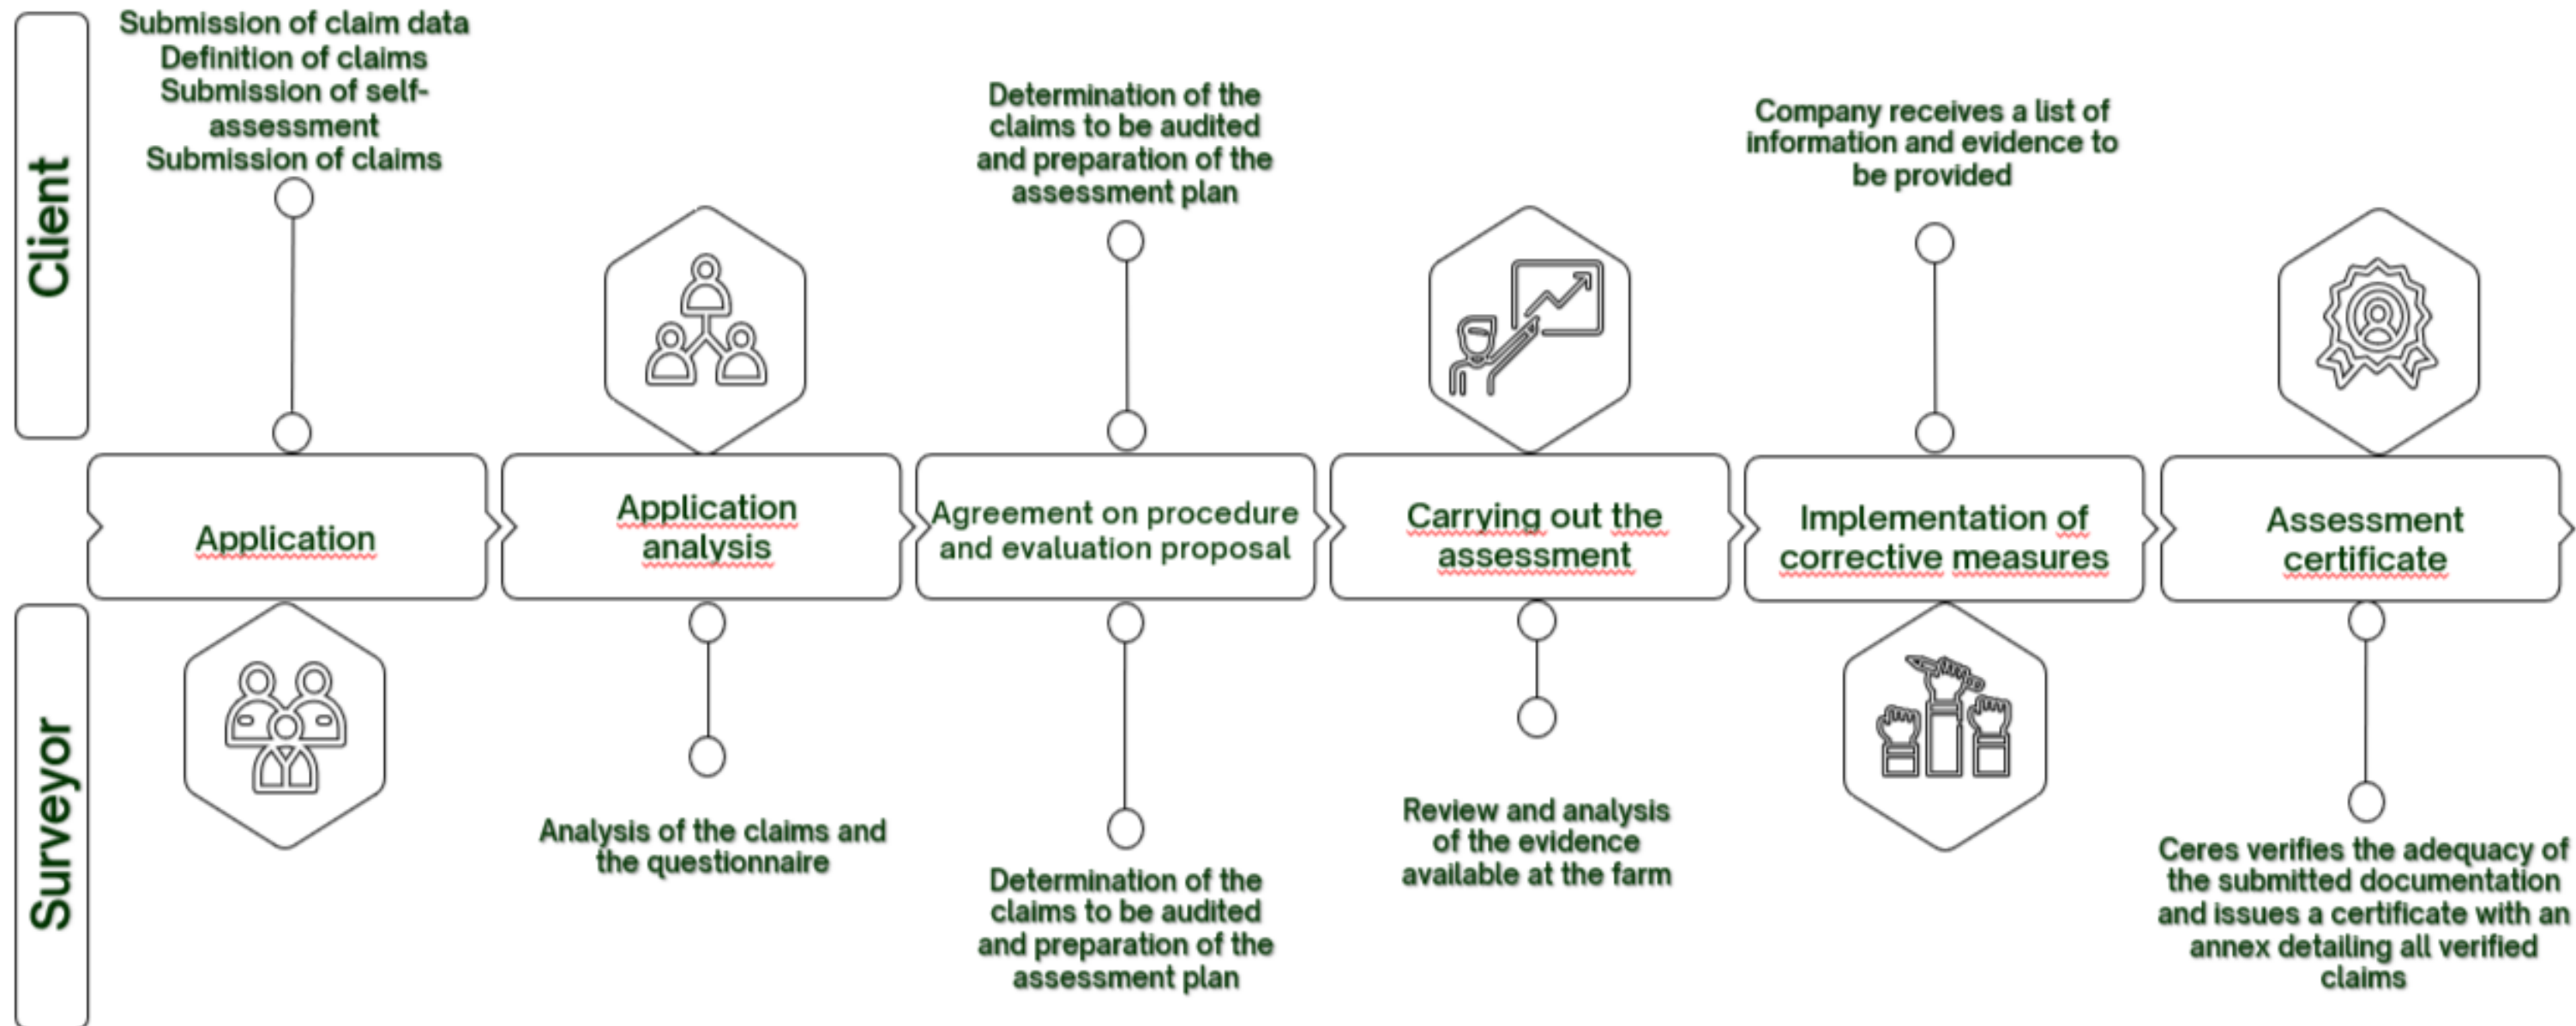 Client
Submission of claim data
Definition of claims
Submission of self-
assessment
Submission of claims
Determination of the
claims to be audited
and preparation of the
assessment plan
Company receives a list of
information and evidence to
be provided
Application
Application
analysis
Agreement on procedure
and evaluation proposal
Carrying out the
assessment
Implementation of
corrective measures
Assessment
certificate
Surveyor
Analysis of the claims and
the questionnaire
Determination of the
claims to be audited
and preparation of the
assessment plan
Review and analysis
of the evidence
available at the farm
Ceres verifies the adequacy of
the submitted documentation
and issues a certificate with an
annex detailing all verified
claims